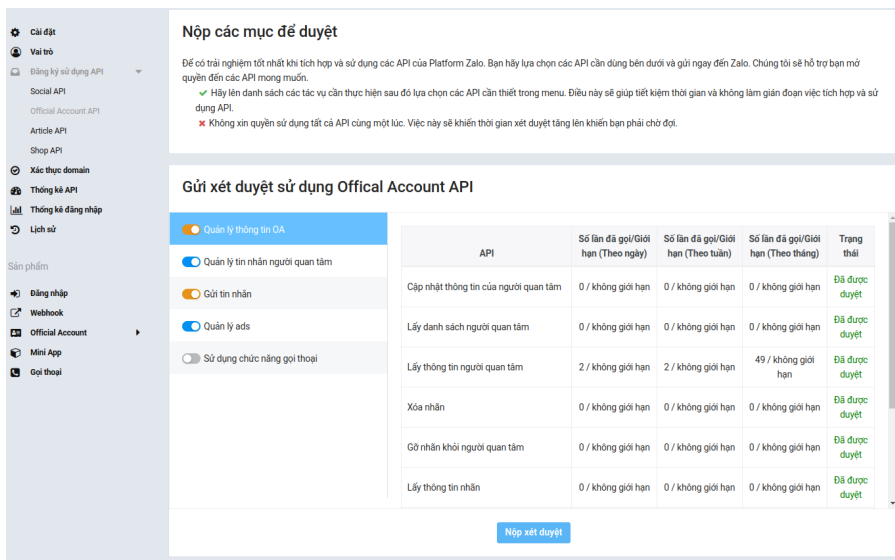 Cài đặt
Vai trò
Đăng ký sử dụng API
Social API
Official Account API
Article API
Shop API
Xác thực domain
Thống kê API
Thống kê đăng nhập
Lịch sử
Sản phẩm
Đăng nhập
Webhook
Official Account
Mini App
Gọi thoại
Nộp các mục để duyệt
Để có trải nghiệm tốt nhất khi tích hợp và sử dụng các API của Platform Zalo. Bạn hãy lựa chọn các API cần dùng bên dưới và gửi ngay đến Zalo. Chúng tôi sẽ hỗ trợ bạn mở
quyền đến các API mong muốn.
Hãy lên danh sách các tác vụ cần thực hiện sau đó lựa chọn các API cần thiết trong menu. Điều này sẽ giúp tiết kiệm thời gian và không làm gián đoạn việc tích hợp và sử
dụng API.
Không xin quyền sử dụng tất cả API cùng một lúc. Việc này sẽ khiến thời gian xét duyệt tăng lên khiến bạn phải chờ đợi.
Gửi xét duyệt sử dụng Offical Account API
Quản lý thông tin OA
Quản lý tin nhắn người quan tâm
Gửi tin nhắn
Quản lý ads
Sử dụng chức năng gọi thoại
API
Số lần đã gọi/Giới
hạn (Theo ngày)
Số lần đã gọi/Giới
hạn (Theo tuần)
Số lần đã gọi/Giới
hạn (Theo tháng)
Trạng
thái
Cập nhật thông tin của người quan tâm
0 / không giới hạn
0 / không giới hạn
0 / không giới hạn
Đã được
duyệt
Lấy danh sách người quan tâm
0 / không giới hạn
0 / không giới hạn
0 / không giới hạn
Đã được
duyệt
Lấy thông tin người quan tâm
2 / không giới hạn
2 / không giới hạn
49 / không giới
hạn
Đã được
duyệt
Xóa nhãn
0 / không giới hạn
0 / không giới hạn
0 / không giới hạn
Đã được
duyệt
Gỡ nhãn khỏi người quan tâm
0 / không giới hạn
0 / không giới hạn
0 / không giới hạn
Đã được
duyệt
Lấy thông tin nhãn
0 / không giới hạn
0 / không giới hạn
0 / không giới hạn
Đã được
duyệt
Nộp xét duyệt